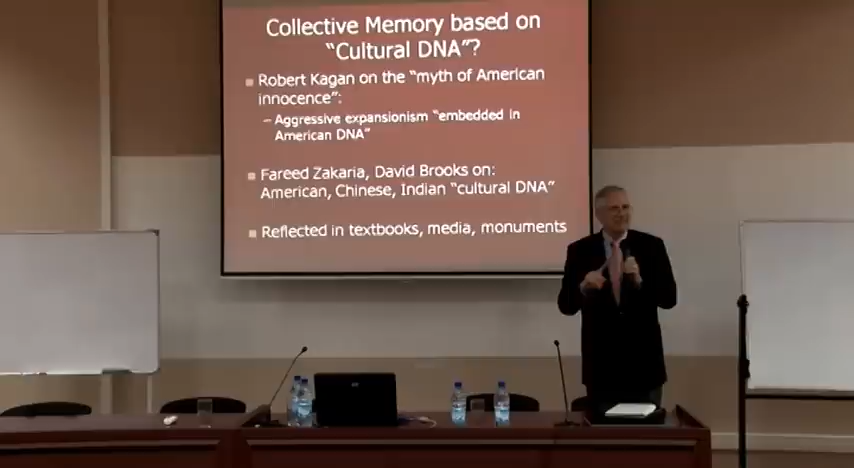 Collective Memory based on
“Cultural DNA”?
Robert Kagan on the “myth of American
innocence”:
– Aggressive expansionism “embedded in
American DNA”
Fareed Zakaria, David Brooks on:
American, Chinese, Indian “cultural DNA”
Reflected in textbooks, media, monuments